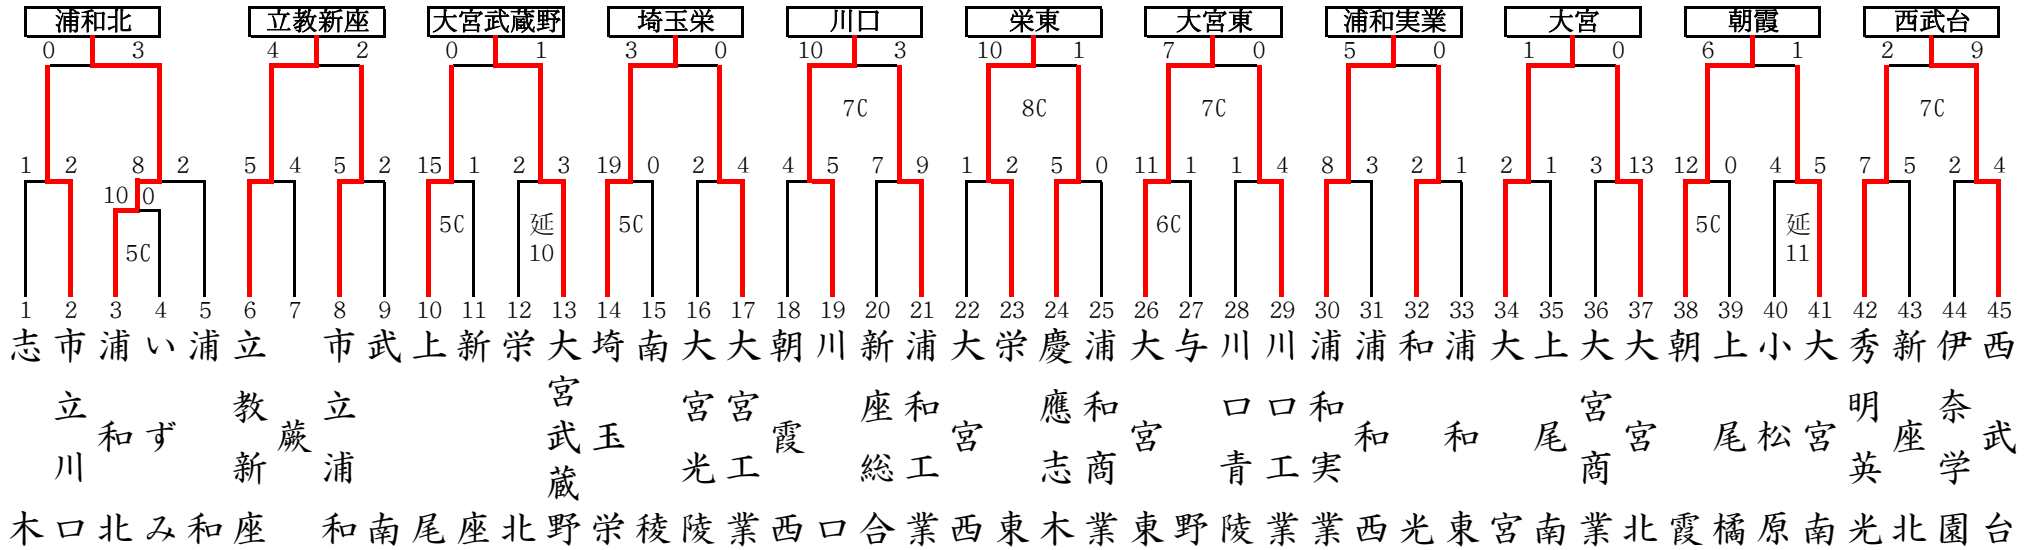 浦和北 立教新座 大宮武蔵野 埼玉栄 川口 栄東 大宮東 浦和実業 大宮 朝霞 西武台
0 3 4 2 0 1 3 0 10 3 10 1 7 0 5 0 1 0 6 1 2 9
7C 8C 7C 7C
1 2 8 2 5 4 5 2 15 1 2 3 19 0 2 4 4 5 7 9 1 2 5 0 11 1 1 4 8 3 2 1 2 1 3 13 12 0 4 5 7 5 2 4
10 0
5C 延 5C 6C 5C 延
5C 10 11
1 2 3 4 5 6 7 8 9 10 11 12 13 14 15 16 17 18 19 20 21 22 23 24 25 26 27 28 29 30 31 32 33 34 35 36 37 38 39 40 41 42 43 44 45
志木
市立川口
浦和北
いずみ
浦和
立教新座
蕨
市立浦和
武南
上尾
新座
栄北
大宮武蔵野
埼玉栄
南稜
大宮光陵
大宮工業
朝霞西
川口
新座総合
浦和工業
大宮西
栄東
慶應志木
浦和商業
大宮東
与野
川口青陵
川口工業
浦和実業
浦和西
和光
浦和東
大宮
上尾南
大宮商業
大宮北
朝霞
上尾橘
小松原
大宮南
秀明英光
新座北
伊奈学園
西武台